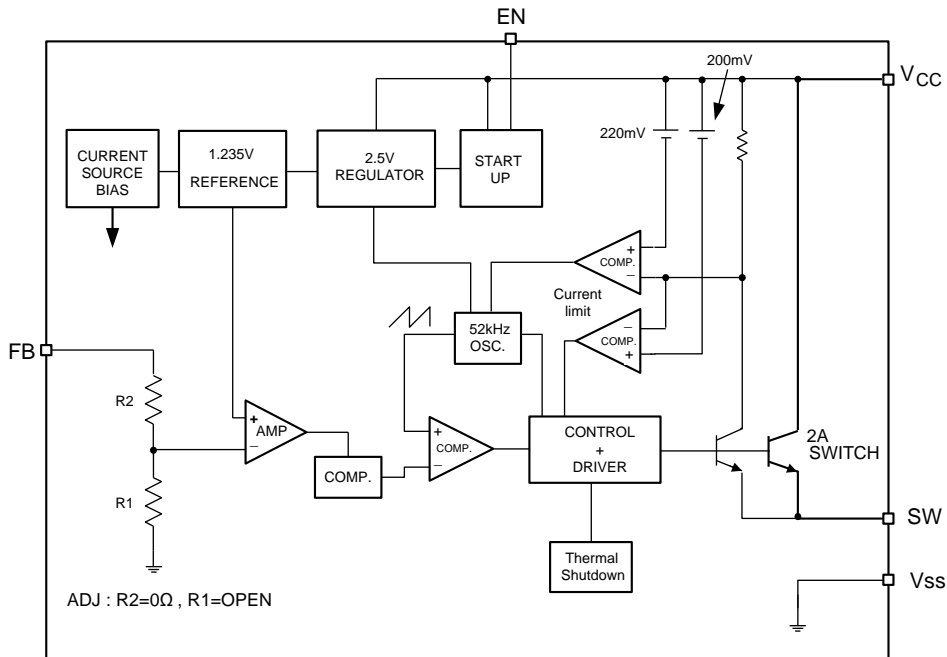 EN
200mV
V_CC
220mV
CURRENT
SOURCE
BIAS
1.235V
REFERENCE
2.5V
REGULATOR
START
UP
+
COMP.
−
Current
limit
−
COMP.
+
52kHz
OSC.
FB
R2
R1
+
AMP
−
COMP.
+
COMP.
−
CONTROL
+
DRIVER
2A
SWITCH
SW
Thermal
Shutdown
Vss
ADJ : R2=0Ω , R1=OPEN